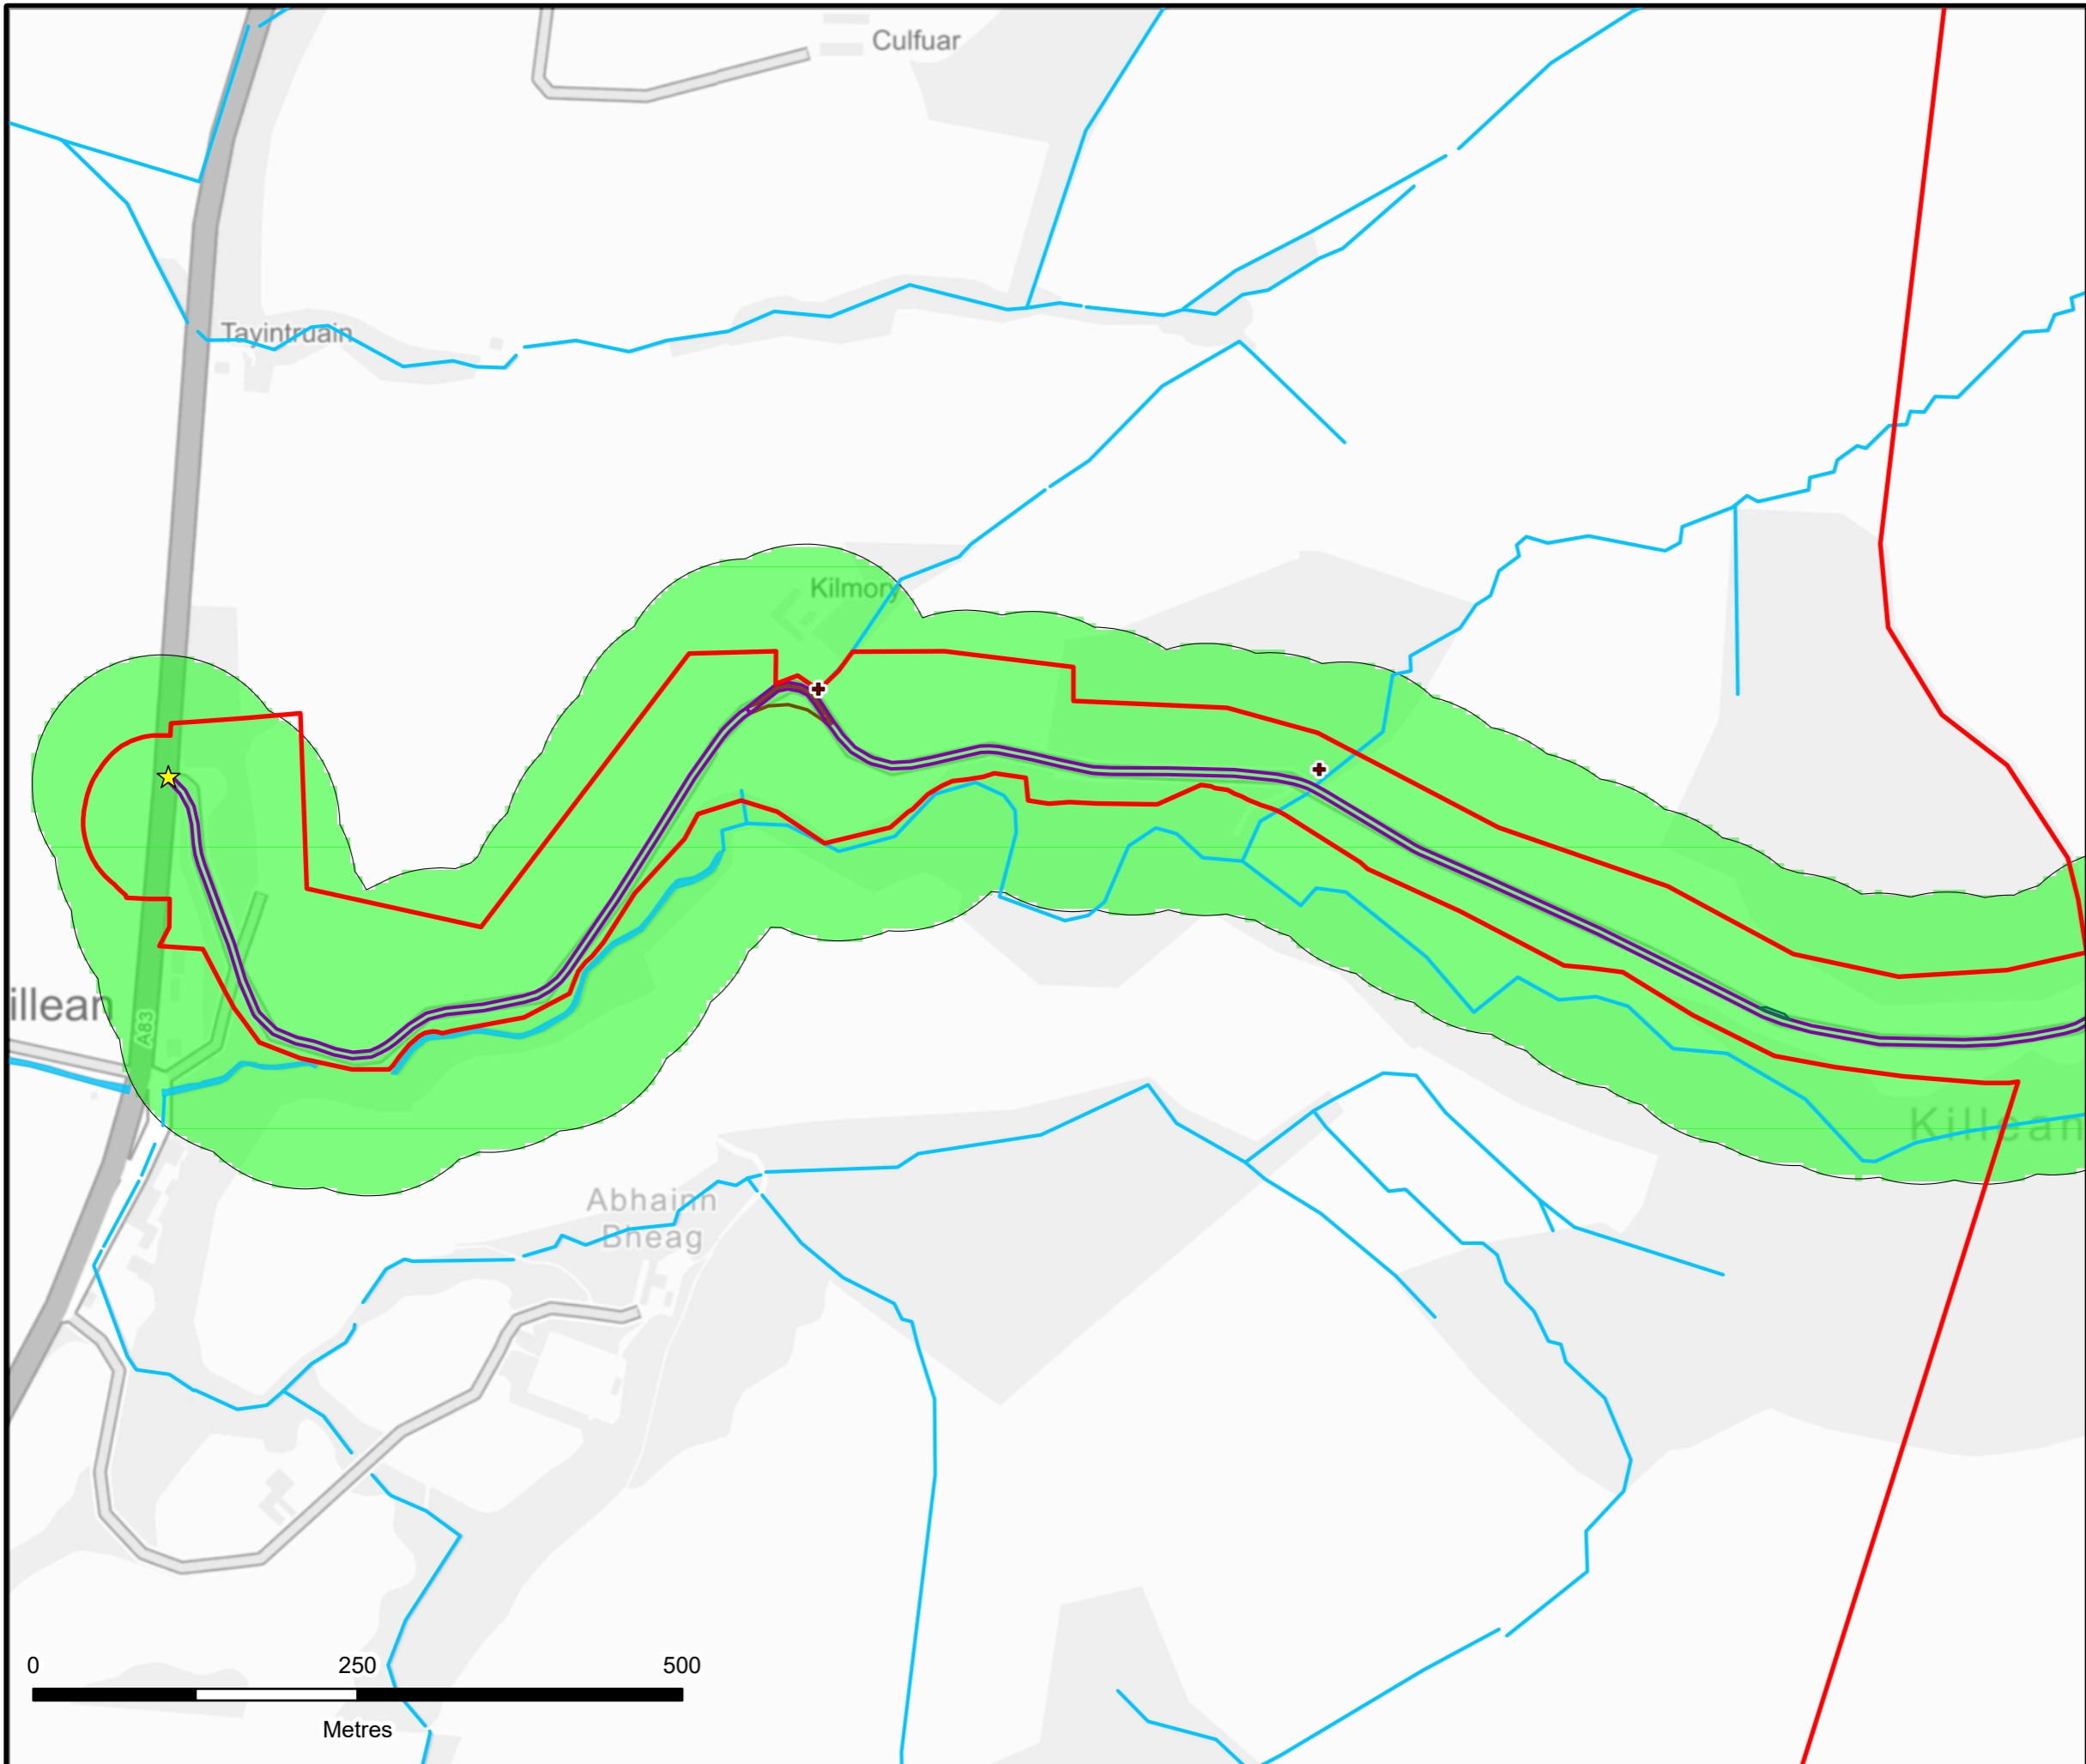 Culfuar
Tayintruain
Kilmory
illean
A83
Killean
Abhainn
Bheag
0 250 500
Metres